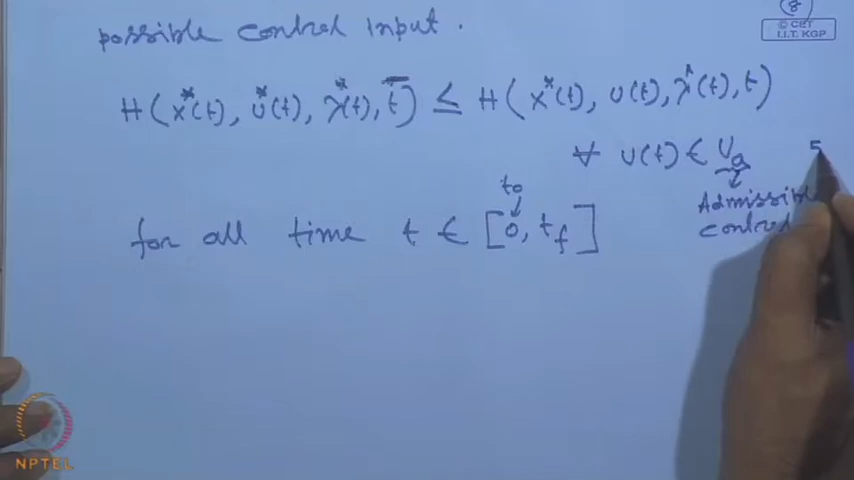 8
© CET
I.I.T. KGP
possible control input.
H(x*(t), u*(t), λ*(t), t) ≤ H(x*(t), u(t), λ*(t), t)
∀ u(t) ∈ U_a
Admissible
control
t₀
for all time t ∈ [0, t_f]
NPTEL